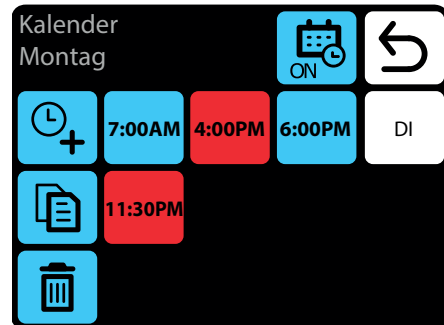 Kalender
Montag
ON
7:00AM 4:00PM 6:00PM DI
11:30PM